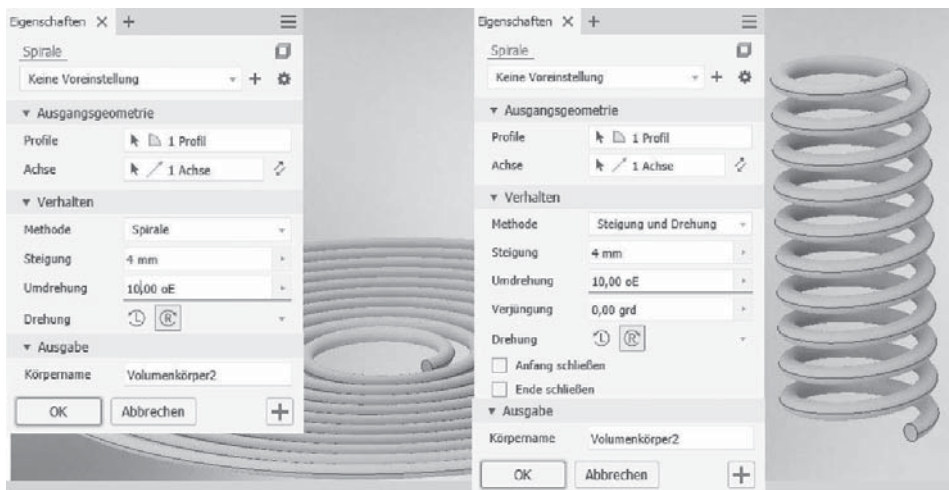 Eigenschaften × +
Spirale
Keine Voreinstellung
Ausgangsgeometrie
Profile 1 Profil
Achse 1 Achse
Verhalten
Methode Spirale
Steigung 4 mm
Umdrehung 10,00 oE
Drehung L R
Ausgabe
Körpername Volumenkörper2
OK Abbrechen +
Eigenschaften × +
Spirale
Keine Voreinstellung
Ausgangsgeometrie
Profile 1 Profil
Achse 1 Achse
Verhalten
Methode Steigung und Drehung
Steigung 4 mm
Umdrehung 10,00 oE
Verjüngung 0,00 grd
Drehung L R
Anfang schließen
Ende schließen
Ausgabe
Körpername Volumenkörper2
OK Abbrechen +